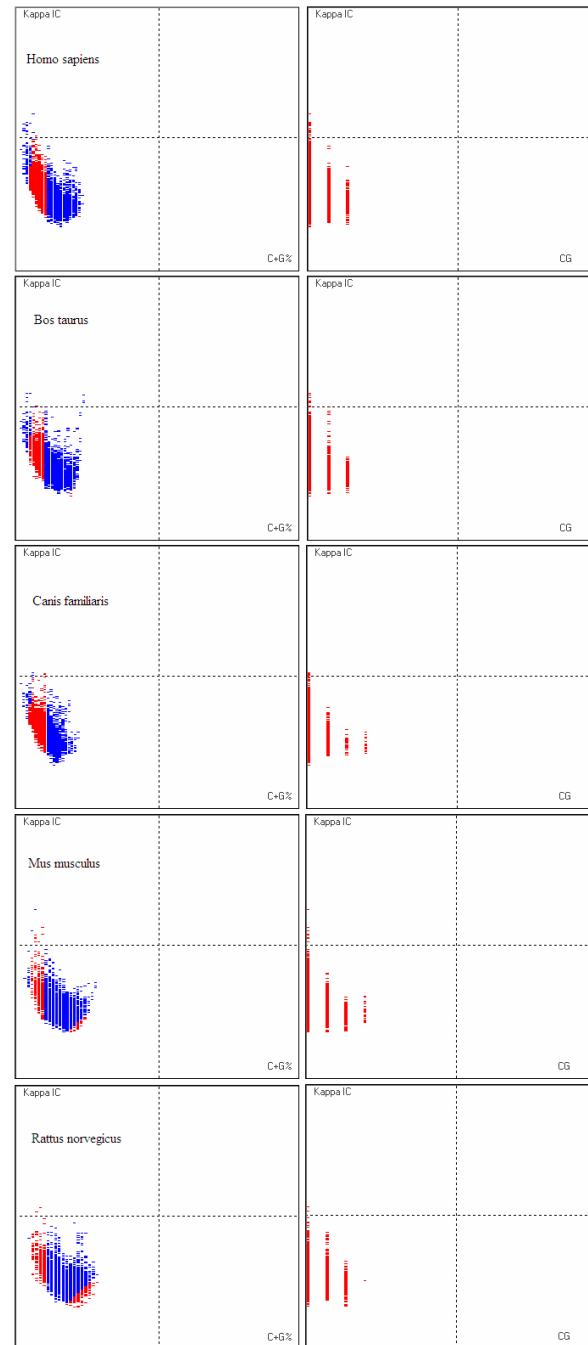 Kappa IC
Homo sapiens
C+G%
Kappa IC
CG
Kappa IC
Bos taurus
C+G%
Kappa IC
CG
Kappa IC
Canis familiaris
C+G%
Kappa IC
CG
Kappa IC
Mus musculus
C+G%
Kappa IC
CG
Kappa IC
Rattus norvegicus
C+G%
Kappa IC
CG